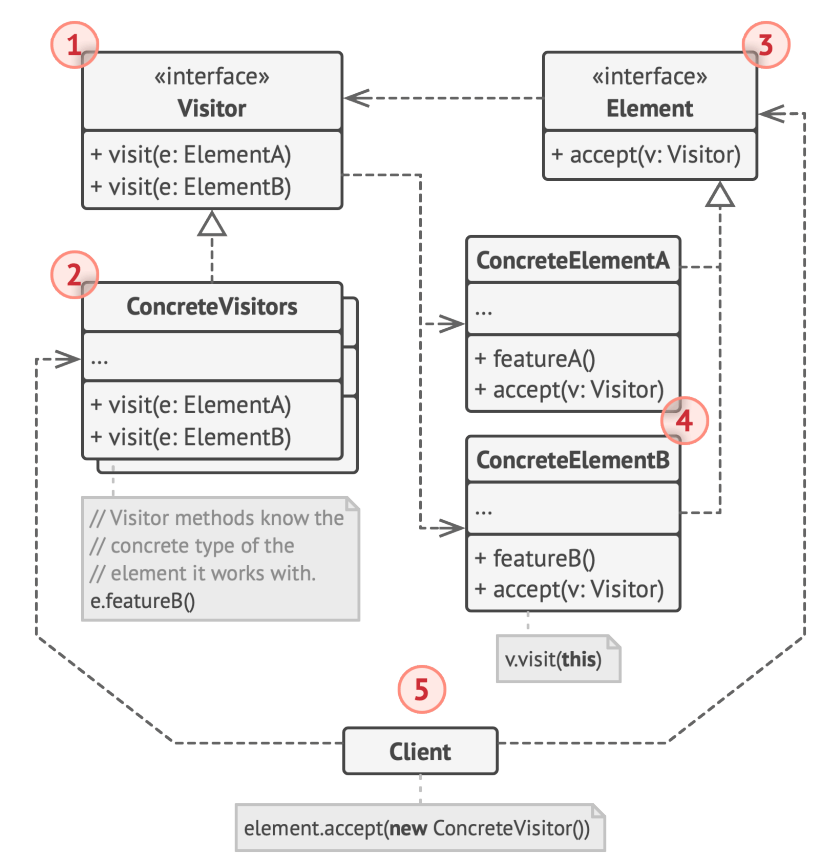 1
«interface»
Visitor
+ visit(e: ElementA)
+ visit(e: ElementB)
2
ConcreteVisitors
...
+ visit(e: ElementA)
+ visit(e: ElementB)
// Visitor methods know the
// concrete type of the
// element it works with.
e.featureB()
3
«interface»
Element
+ accept(v: Visitor)
ConcreteElementA
...
+ featureA()
+ accept(v: Visitor)
4
ConcreteElementB
...
+ featureB()
+ accept(v: Visitor)
v.visit(this)
5
Client
element.accept(new ConcreteVisitor())